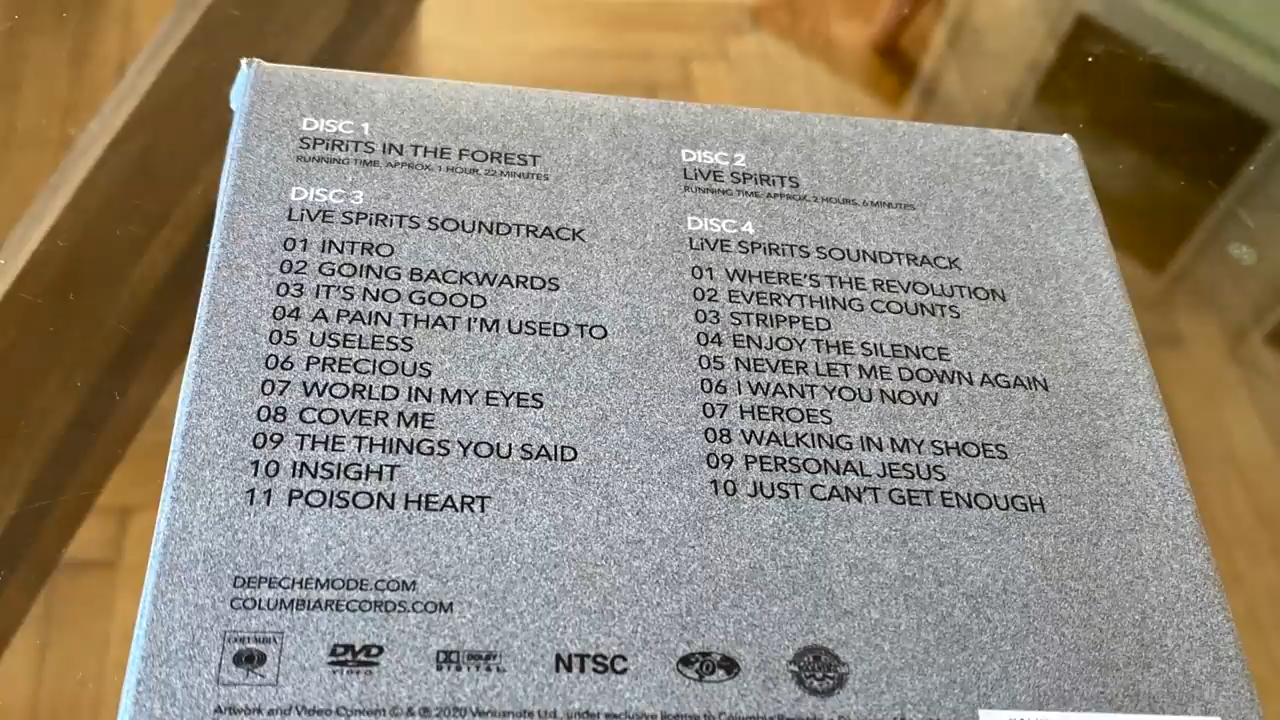 DISC 1
SPiRiTS IN THE FOREST
RUNNING TIME, APPROX. 1 HOUR, 22 MINUTES
DISC 3
LiVE SPiRiTS SOUNDTRACK
01 INTRO
02 GOING BACKWARDS
03 IT'S NO GOOD
04 A PAIN THAT I'M USED TO
05 USELESS
06 PRECIOUS
07 WORLD IN MY EYES
08 COVER ME
09 THE THINGS YOU SAID
10 INSIGHT
11 POISON HEART
DISC 2
LiVE SPiRiTS
RUNNING TIME: APPROX. 2 HOURS, 6 MINUTES
DISC 4
LiVE SPiRiTS SOUNDTRACK
01 WHERE'S THE REVOLUTION
02 EVERYTHING COUNTS
03 STRIPPED
04 ENJOY THE SILENCE
05 NEVER LET ME DOWN AGAIN
06 I WANT YOU NOW
07 HEROES
08 WALKING IN MY SHOES
09 PERSONAL JESUS
10 JUST CAN'T GET ENOUGH
DEPECHEMODE.COM
COLUMBIARECORDS.COM
COLUMBIA
DVD
VIDEO
DOLBY
DIGITAL
NTSC
Artwork and Video Content © & ℗ 2020 Venusnote Ltd., under exclusive license to Columbia